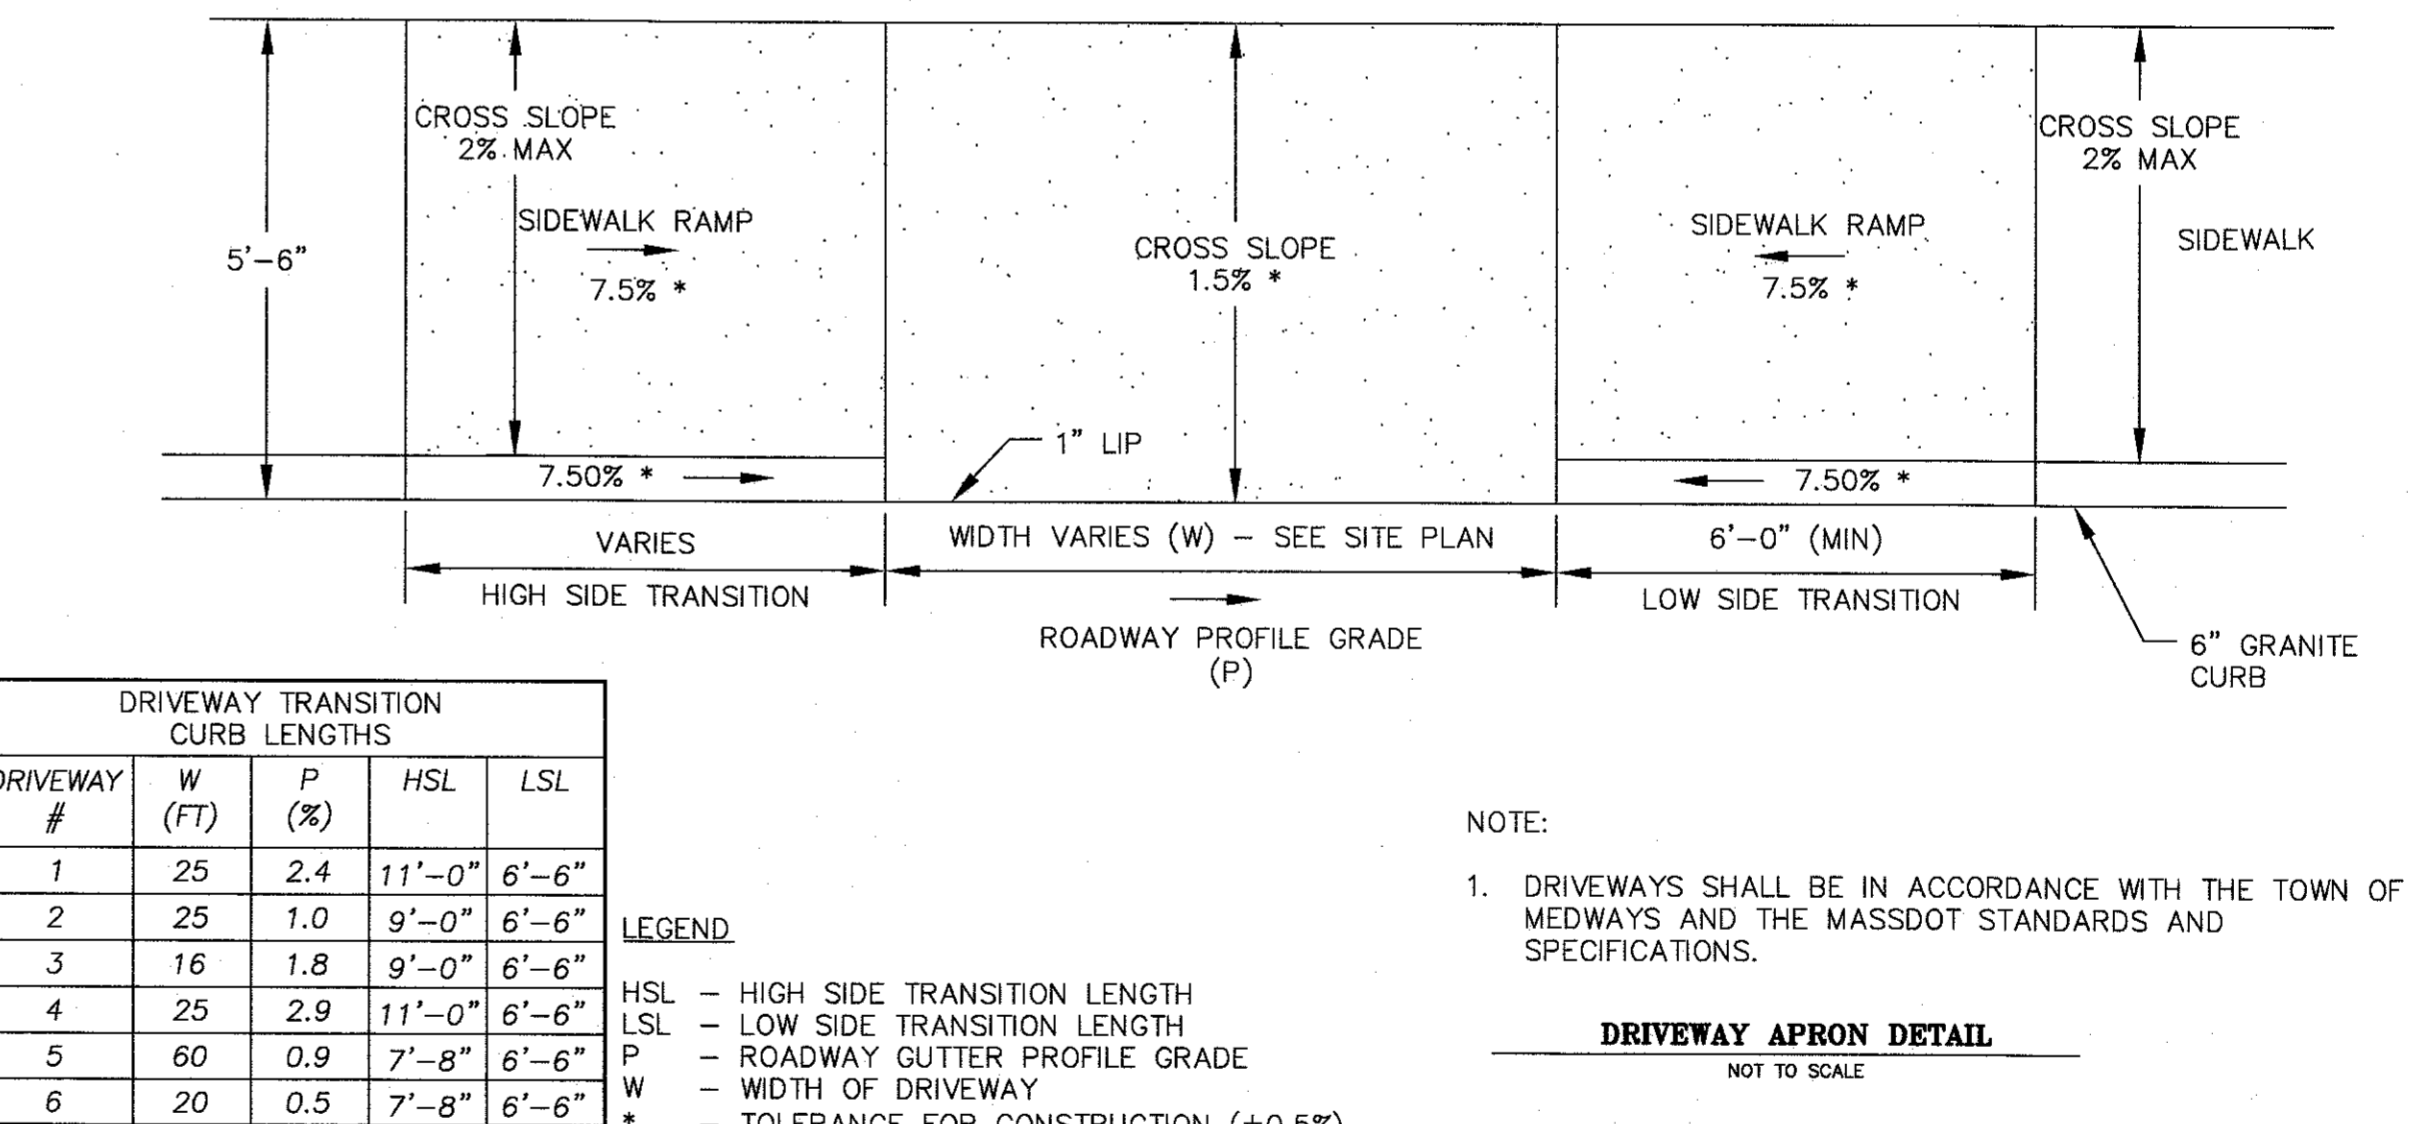 CROSS SLOPE
2% MAX
SIDEWALK RAMP
7.5% *
5'-6"
CROSS SLOPE
1.5% *
SIDEWALK RAMP
7.5% *
CROSS SLOPE
2% MAX
SIDEWALK
1" LIP
7.50% *
7.50% *
VARIES
HIGH SIDE TRANSITION
WIDTH VARIES (W) – SEE SITE PLAN
6'-0" (MIN)
LOW SIDE TRANSITION
ROADWAY PROFILE GRADE
(P)
6" GRANITE
CURB
DRIVEWAY TRANSITION
CURB LENGTHS
DRIVEWAY # W (FT) P (%) HSL LSL
1 25 2.4 11'-0" 6'-6"
2 25 1.0 9'-0" 6'-6"
3 16 1.8 9'-0" 6'-6"
4 25 2.9 11'-0" 6'-6"
5 60 0.9 7'-8" 6'-6"
6 20 0.5 7'-8" 6'-6"
LEGEND
HSL – HIGH SIDE TRANSITION LENGTH
LSL – LOW SIDE TRANSITION LENGTH
P – ROADWAY GUTTER PROFILE GRADE
W – WIDTH OF DRIVEWAY
* – TOLERANCE FOR CONSTRUCTION (±0.5%)
NOTE:
1. DRIVEWAYS SHALL BE IN ACCORDANCE WITH THE TOWN OF
MEDWAYS AND THE MASSDOT STANDARDS AND
SPECIFICATIONS.
DRIVEWAY APRON DETAIL
NOT TO SCALE